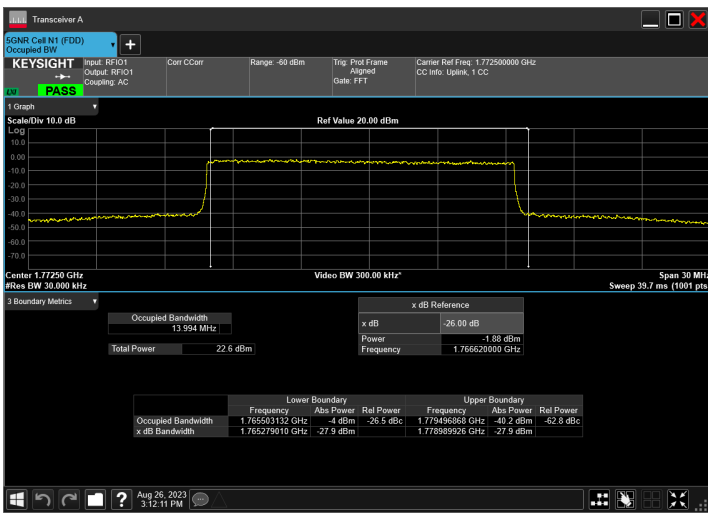 Transceiver A
5GNR Cell N1 (FDD)
Occupied BW
KEYSIGHT
PASS
Input: RFIO1
Output: RFIO1
Coupling: AC
Corr CCorr
Range: -60 dBm
Trig: Prot Frame
Aligned
Gate: FFT
Carrier Ref Freq: 1.772500000 GHz
CC Info: Uplink, 1 CC
1 Graph
Scale/Div 10.0 dB
Ref Value 20.00 dBm
Log
10.0
0.00
-10.0
-20.0
-30.0
-40.0
-50.0
-60.0
-70.0
Center 1.77250 GHz
Video BW 300.00 kHz*
Span 30 MHz
#Res BW 30.000 kHz
Sweep 39.7 ms (1001 pts
3 Boundary Metrics
Occupied Bandwidth
13.994 MHz
Total Power 22.6 dBm
x dB Reference
x dB -26.00 dB
Power -1.88 dBm
Frequency 1.766620000 GHz
Lower Boundary Upper Boundary
Frequency Abs Power Rel Power Frequency Abs Power Rel Power
Occupied Bandwidth 1.765503132 GHz -4 dBm -26.5 dBc 1.779496868 GHz -40.2 dBm -62.8 dBc
x dB Bandwidth 1.765279010 GHz -27.9 dBm 1.778989926 GHz -27.9 dBm
Aug 26, 2023
3:12:11 PM